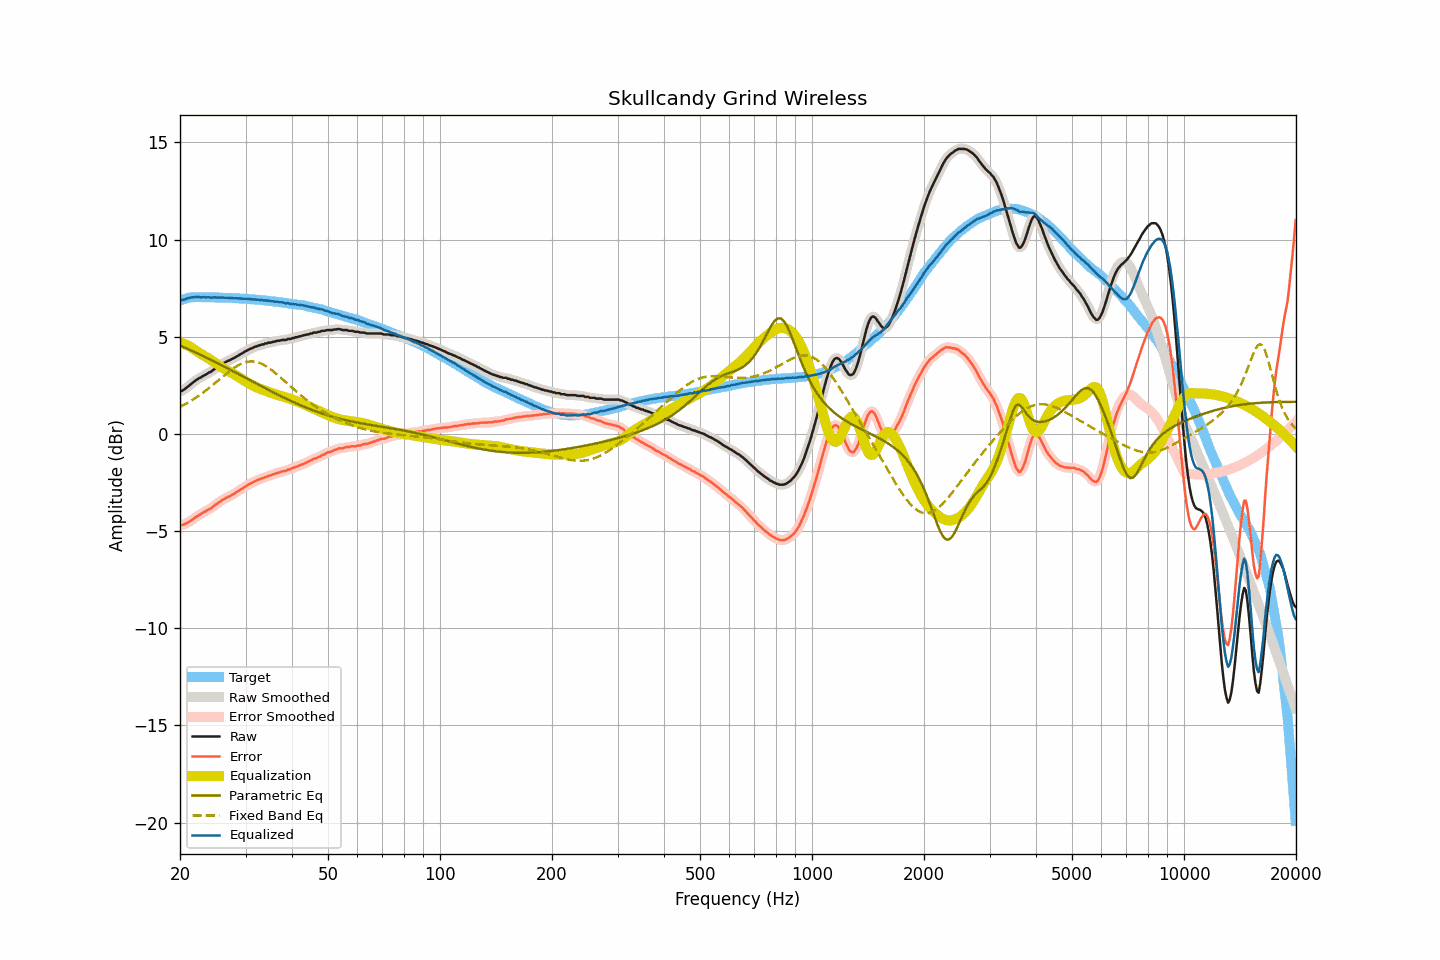 Skullcandy Grind Wireless
Amplitude (dBr)
15
10
5
0
−5
−10
−15
−20
Target
Raw Smoothed
Error Smoothed
Raw
Error
Equalization
Parametric Eq
Fixed Band Eq
Equalized
20 50 100 200 500 1000 2000 5000 10000 20000
Frequency (Hz)